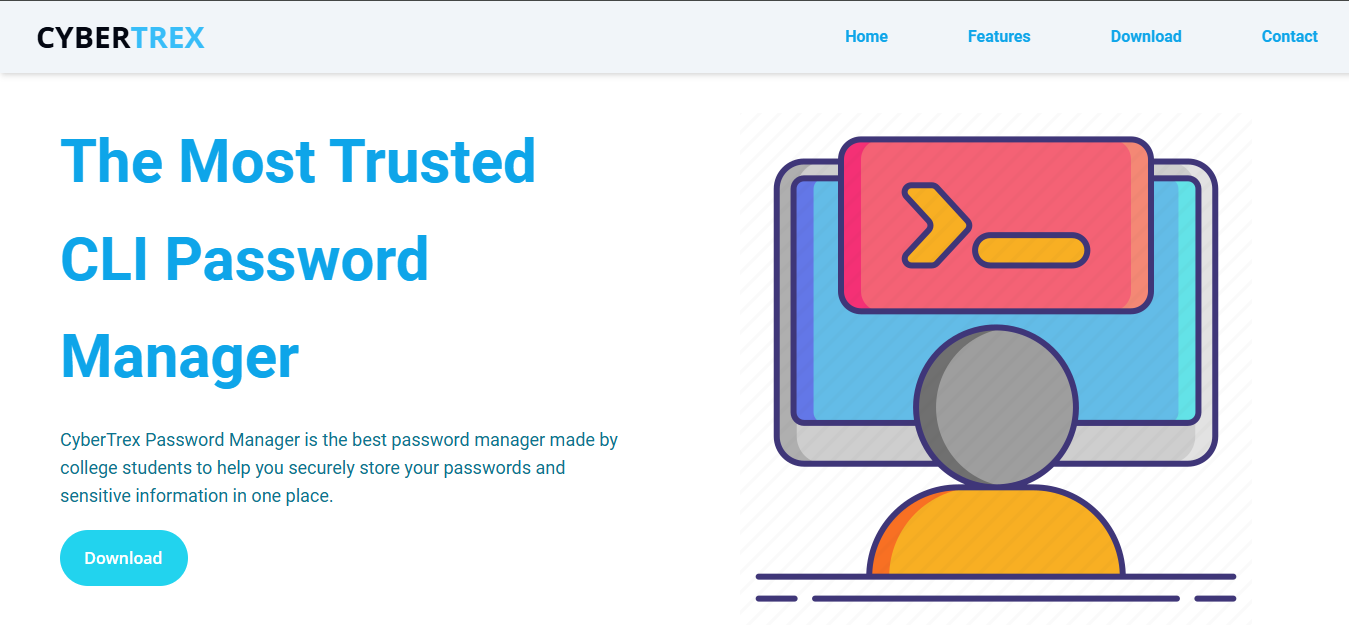 CYBERTREX
Home Features Download Contact
The Most Trusted
CLI Password
Manager
CyberTrex Password Manager is the best password manager made by
college students to help you securely store your passwords and
sensitive information in one place.
Download